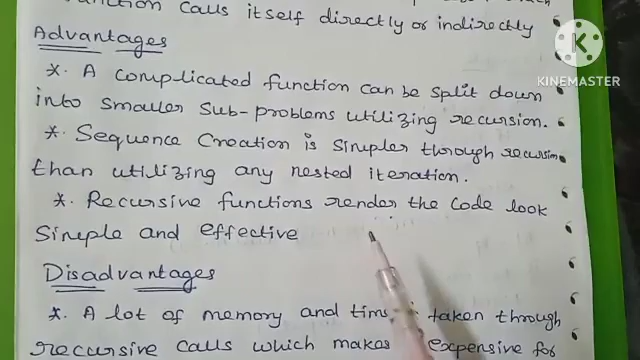 function calls itself directly or indirectly
Advantages
*. A complicated function can be split down
into smaller sub-problems utilizing recursion.
*. Sequence Creation is simpler through recursion
than utilizing any nested iteration.
*. Recursive functions render the code look
simple and effective
Disadvantages
*. A lot of memory and time taken through
recursive calls which makes expensive for
KINEMASTER